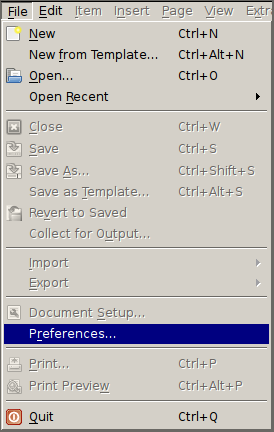 File Edit Item Insert Page View Extra
New Ctrl+N
New from Template... Ctrl+Alt+N
Open... Ctrl+O
Open Recent
Close Ctrl+W
Save Ctrl+S
Save As... Ctrl+Shift+S
Save as Template... Ctrl+Alt+S
Revert to Saved
Collect for Output...
Import
Export
Document Setup...
Preferences...
Print... Ctrl+P
Print Preview Ctrl+Alt+P
Quit Ctrl+Q